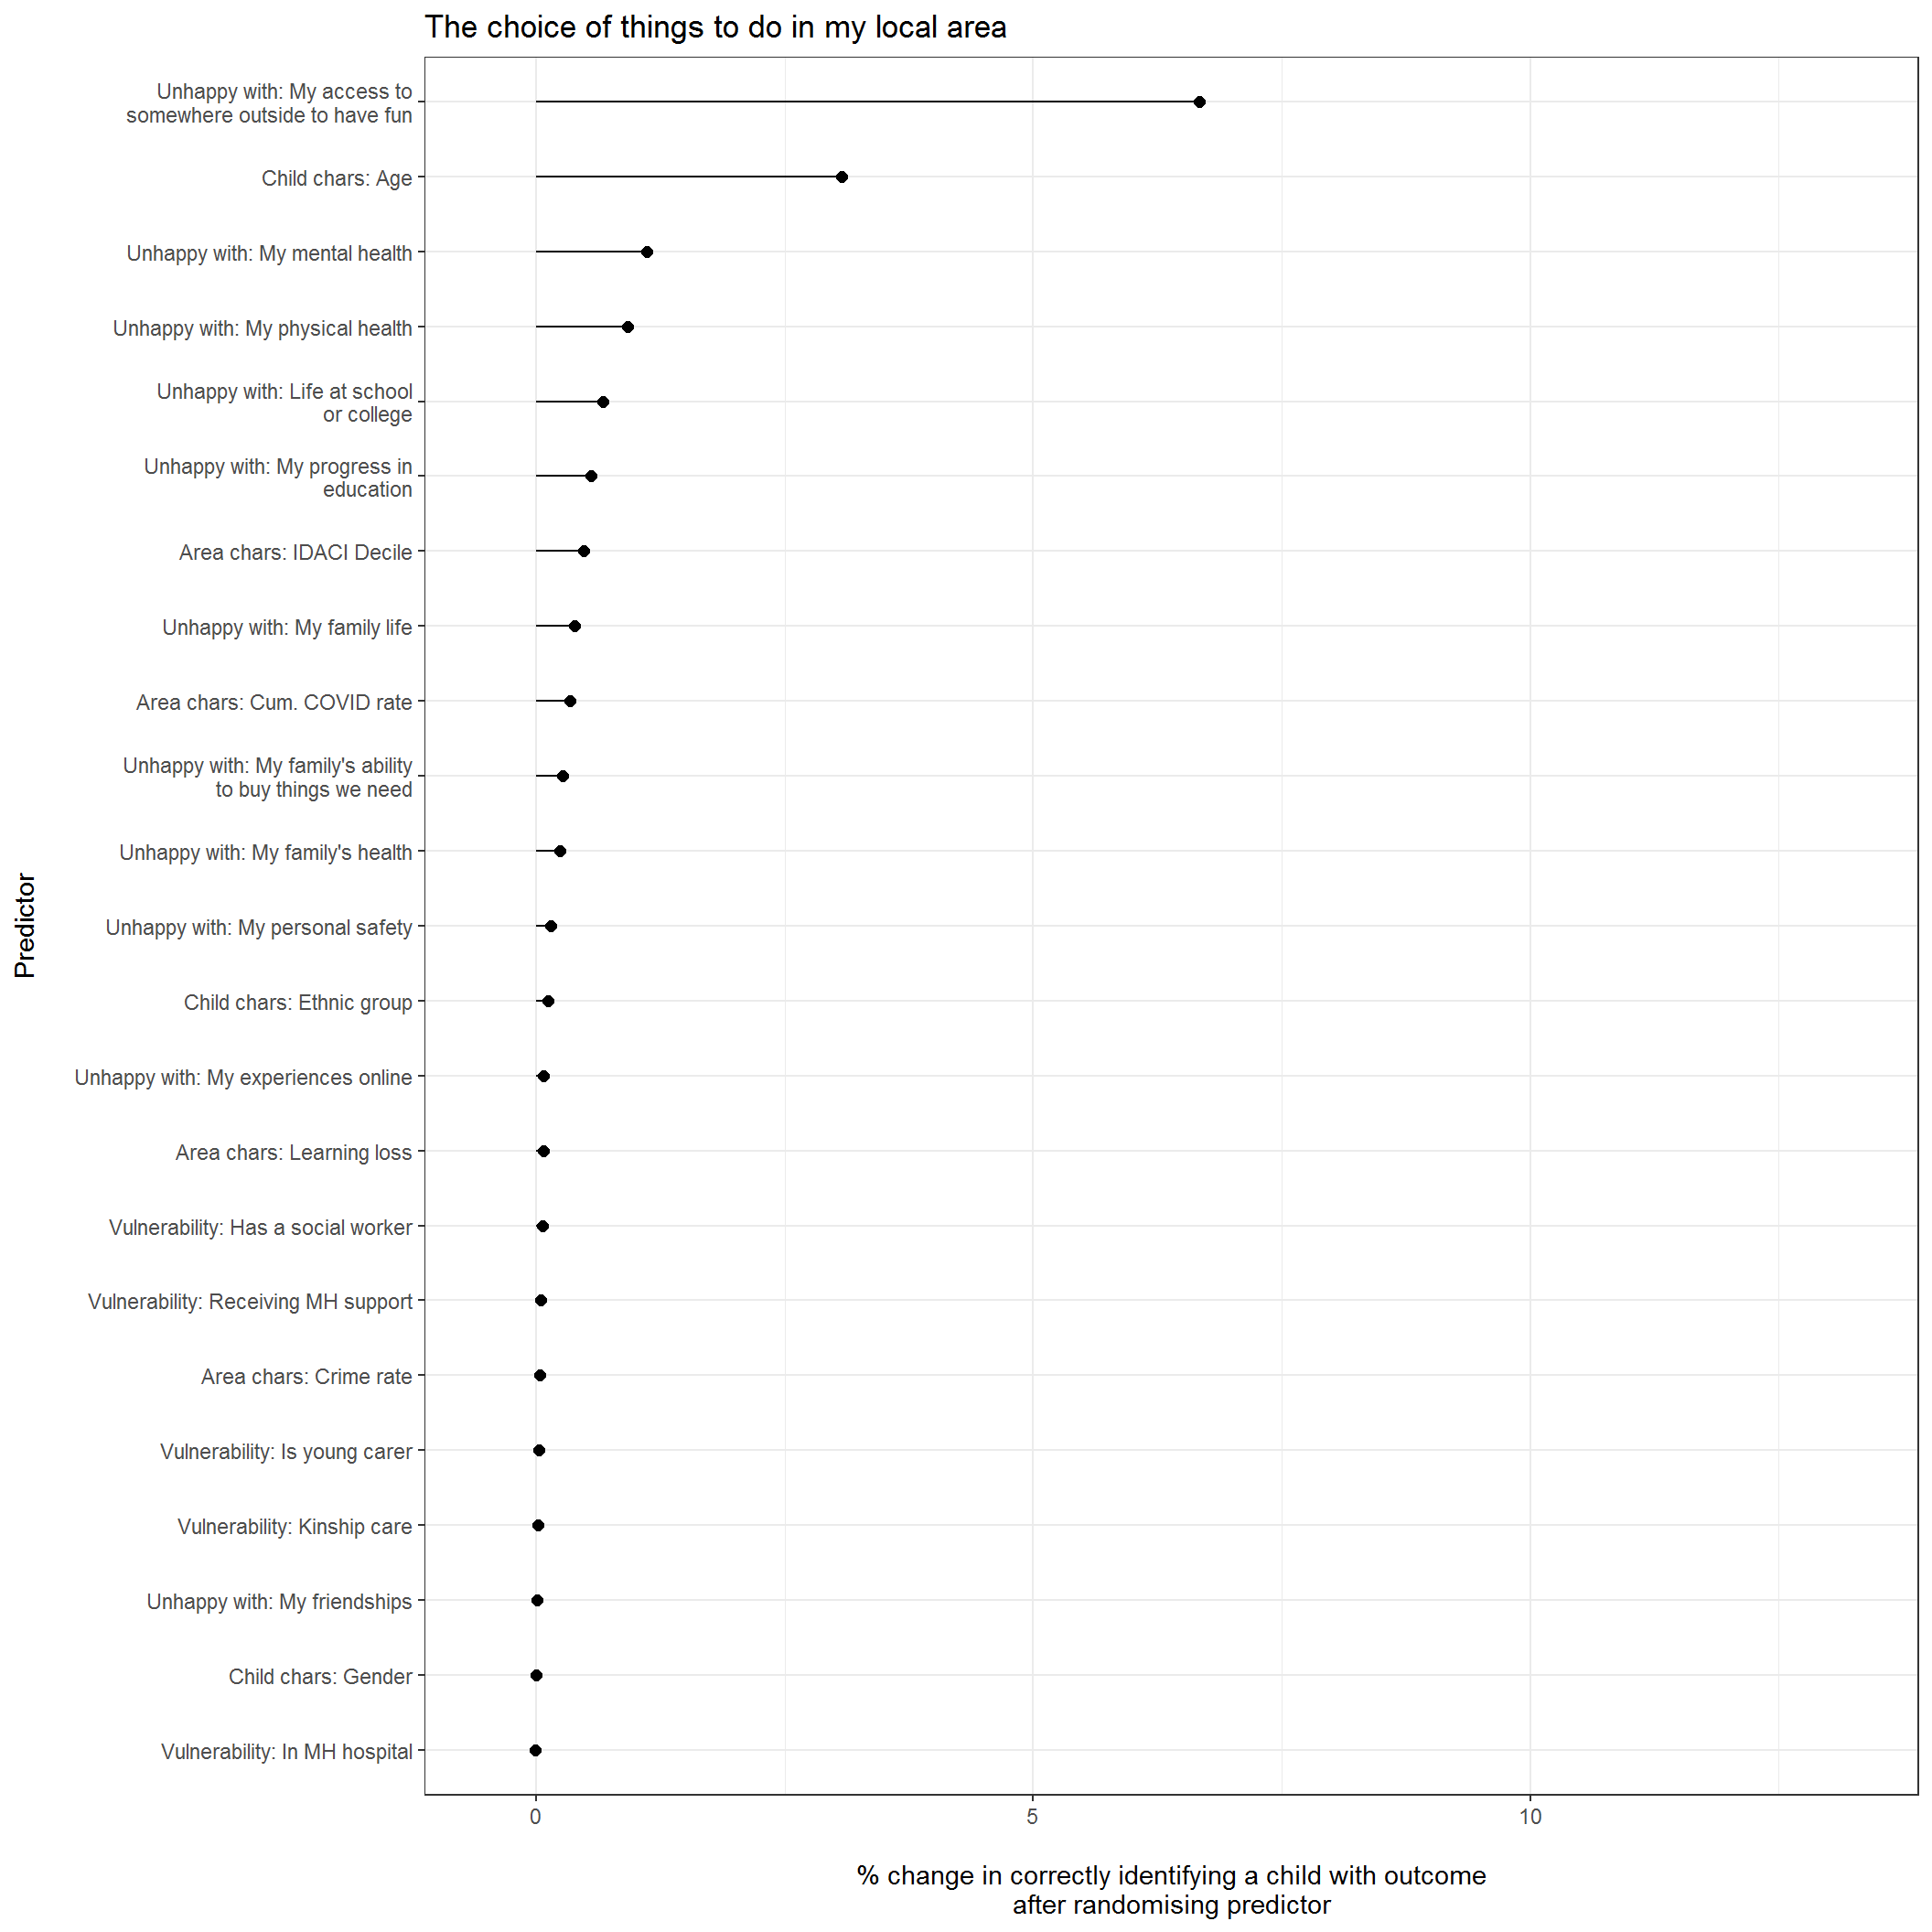 The choice of things to do in my local area
Unhappy with: My access to
somewhere outside to have fun
Child chars: Age
Unhappy with: My mental health
Unhappy with: My physical health
Unhappy with: Life at school
or college
Unhappy with: My progress in
education
Area chars: IDACI Decile
Unhappy with: My family life
Area chars: Cum. COVID rate
Unhappy with: My family's ability
to buy things we need
Unhappy with: My family's health
Unhappy with: My personal safety
Child chars: Ethnic group
Unhappy with: My experiences online
Area chars: Learning loss
Vulnerability: Has a social worker
Vulnerability: Receiving MH support
Area chars: Crime rate
Vulnerability: Is young carer
Vulnerability: Kinship care
Unhappy with: My friendships
Child chars: Gender
Vulnerability: In MH hospital
Predictor
0 5 10
% change in correctly identifying a child with outcome
after randomising predictor